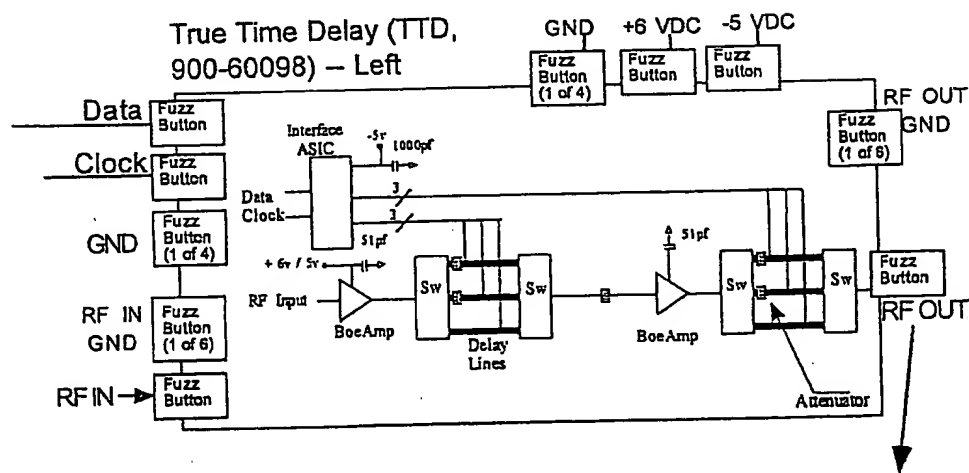 True Time Delay (TTD,
900-60098) – Left
GND
+6 VDC
-5 VDC
Fuzz
Button
(1 of 4)
Fuzz
Button
Fuzz
Button
Data
Fuzz
Button
Clock
Fuzz
Button
GND
Fuzz
Button
(1 of 4)
RF IN
GND
Fuzz
Button
(1 of 6)
RF IN
Fuzz
Button
RF OUT
GND
Fuzz
Button
(1 of 6)
Fuzz
Button
RF OUT
Interface
ASIC
-5v
1000pf
Data
Clock
3
3
51pf
+ 6v / 5v
RF Input
BoeAmp
Sw
Sw
Delay
Lines
51pf
BoeAmp
Sw
Sw
Attenuator